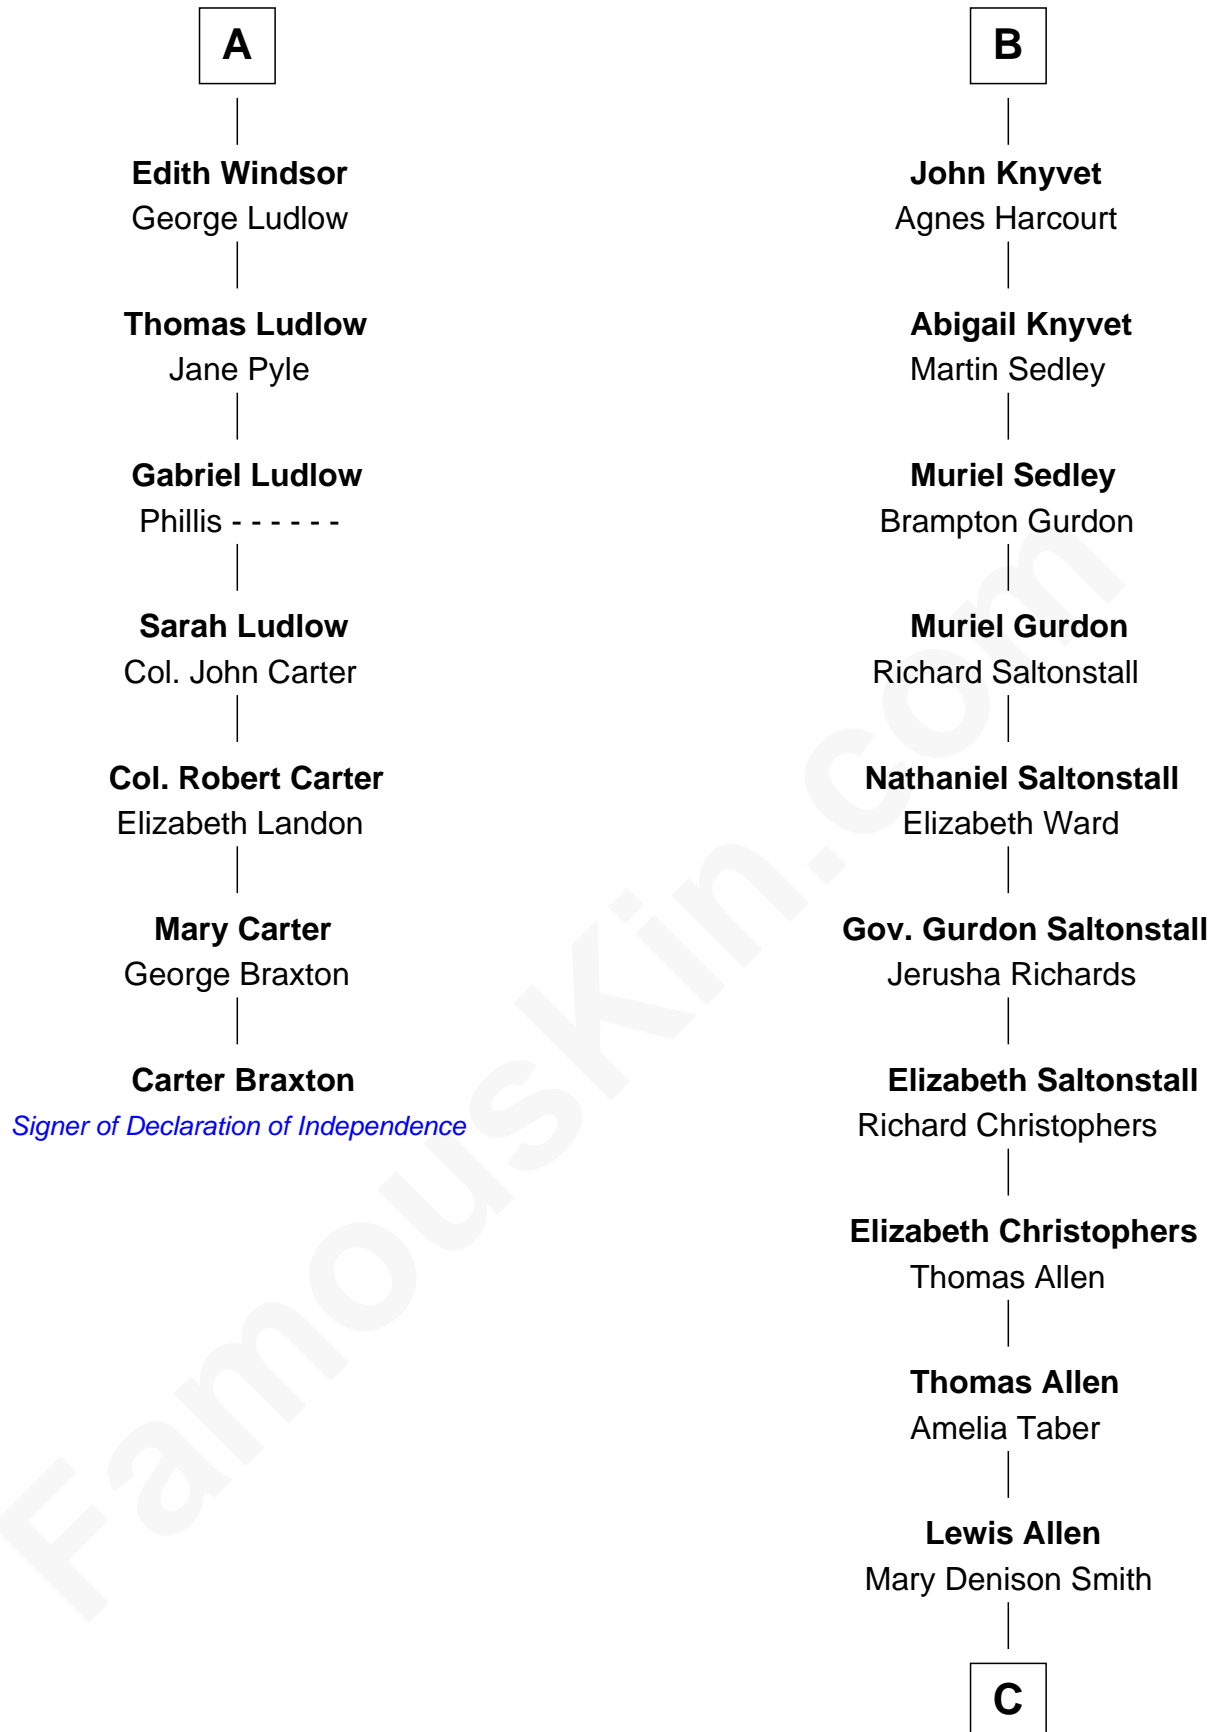 A
Edith Windsor
George Ludlow
Thomas Ludlow
Jane Pyle
Gabriel Ludlow
Phillis - - - - - -
Sarah Ludlow
Col. John Carter
Col. Robert Carter
Elizabeth Landon
Mary Carter
George Braxton
Carter Braxton
Signer of Declaration of Independence
B
John Knyvet
Agnes Harcourt
Abigail Knyvet
Martin Sedley
Muriel Sedley
Brampton Gurdon
Muriel Gurdon
Richard Saltonstall
Nathaniel Saltonstall
Elizabeth Ward
Gov. Gurdon Saltonstall
Jerusha Richards
Elizabeth Saltonstall
Richard Christophers
Elizabeth Christophers
Thomas Allen
Thomas Allen
Amelia Taber
Lewis Allen
Mary Denison Smith
C
FamousKin.com